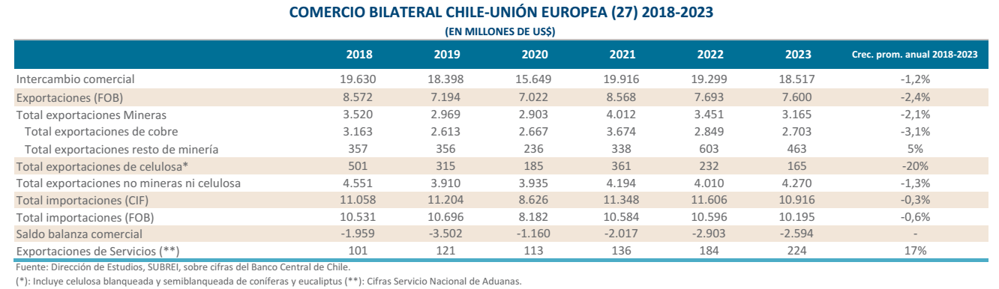 COMERCIO BILATERAL CHILE-UNIÓN EUROPEA (27) 2018-2023
(EN MILLONES DE US$)
2018 2019 2020 2021 2022 2023 Crec. prom. anual 2018-2023
Intercambio comercial 19.630 18.398 15.649 19.916 19.299 18.517 -1,2%
Exportaciones (FOB) 8.572 7.194 7.022 8.568 7.693 7.600 -2,4%
Total exportaciones Mineras 3.520 2.969 2.903 4.012 3.451 3.165 -2,1%
Total exportaciones de cobre 3.163 2.613 2.667 3.674 2.849 2.703 -3,1%
Total exportaciones resto de minería 357 356 236 338 603 463 5%
Total exportaciones de celulosa* 501 315 185 361 232 165 -20%
Total exportaciones no mineras ni celulosa 4.551 3.910 3.935 4.194 4.010 4.270 -1,3%
Total importaciones (CIF) 11.058 11.204 8.626 11.348 11.606 10.916 -0,3%
Total importaciones (FOB) 10.531 10.696 8.182 10.584 10.596 10.195 -0,6%
Saldo balanza comercial -1.959 -3.502 -1.160 -2.017 -2.903 -2.594 -
Exportaciones de Servicios (**) 101 121 113 136 184 224 17%
Fuente: Dirección de Estudios, SUBREI, sobre cifras del Banco Central de Chile.
(*): Incluye celulosa blanqueada y semiblanqueada de coníferas y eucaliptus (**): Cifras Servicio Nacional de Aduanas.